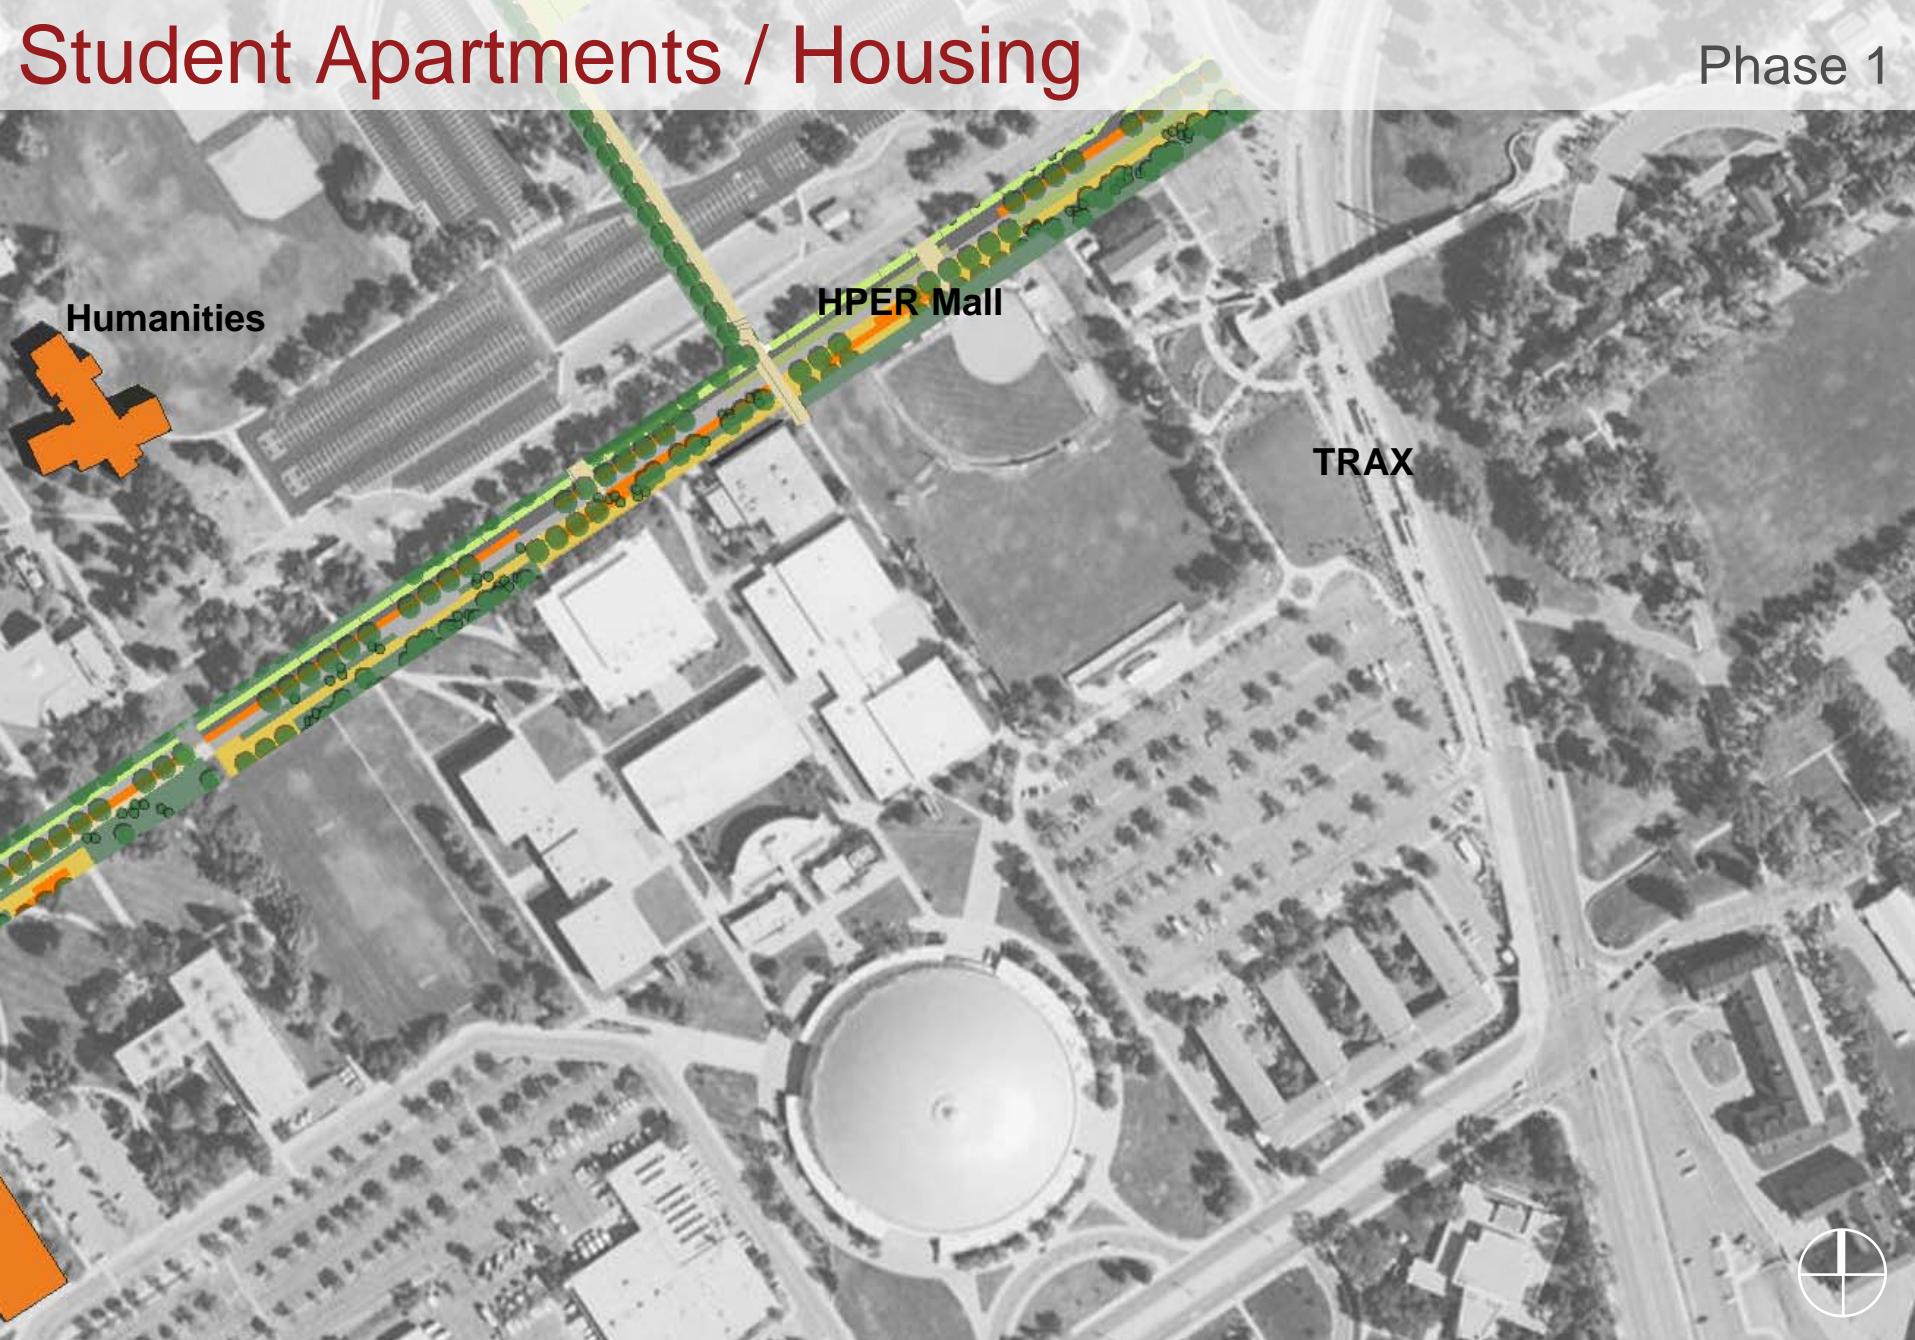 Student Apartments / Housing
Phase 1
HPER Mall
Humanities
TRAX